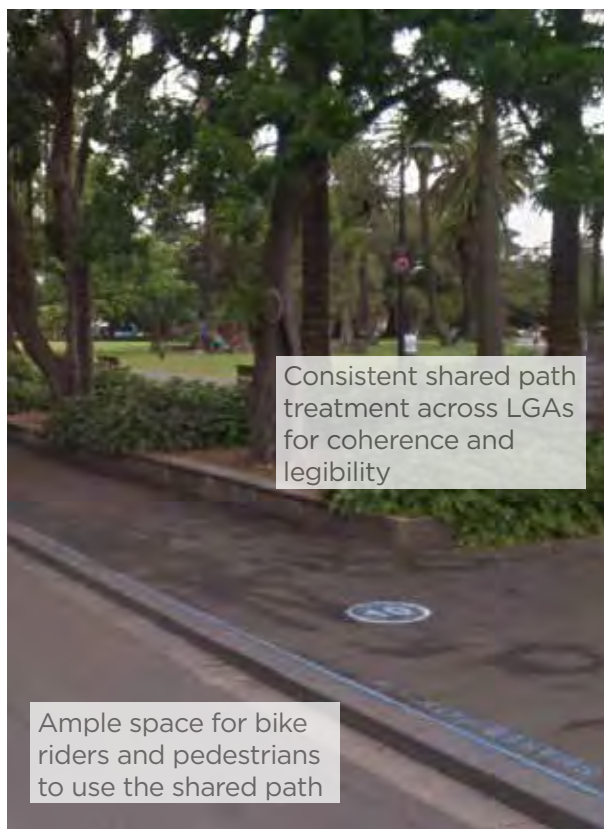 Consistent shared path
treatment across LGAs
for coherence and
legibility
10
Ample space for bike
riders and pedestrians
to use the shared path